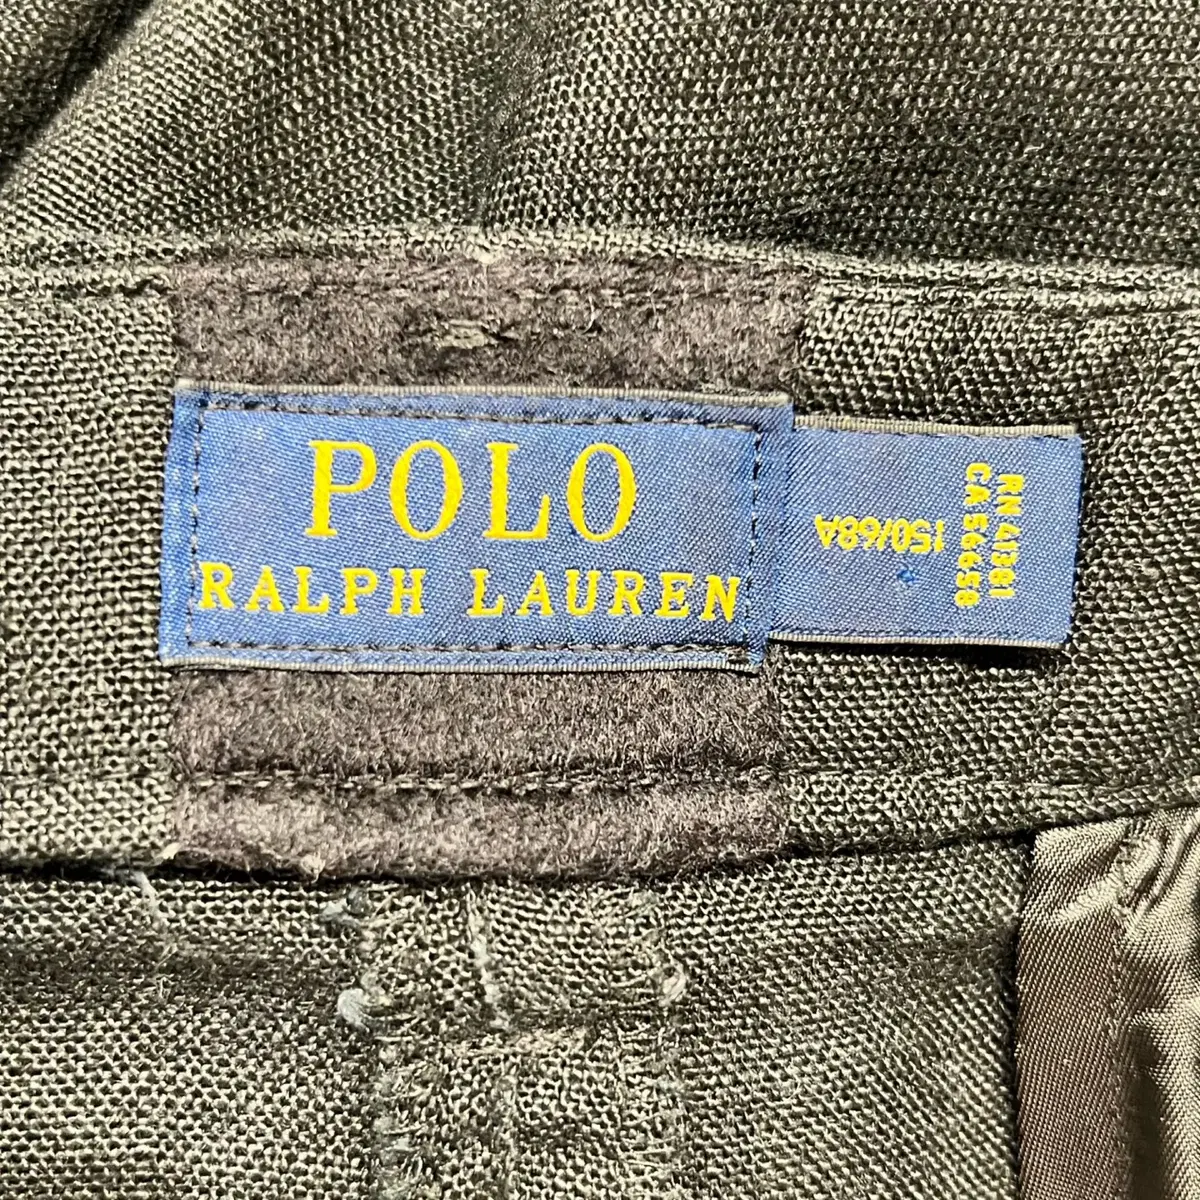 POLO
RALPH LAUREN
150/68A
RN 41381
CA 56658